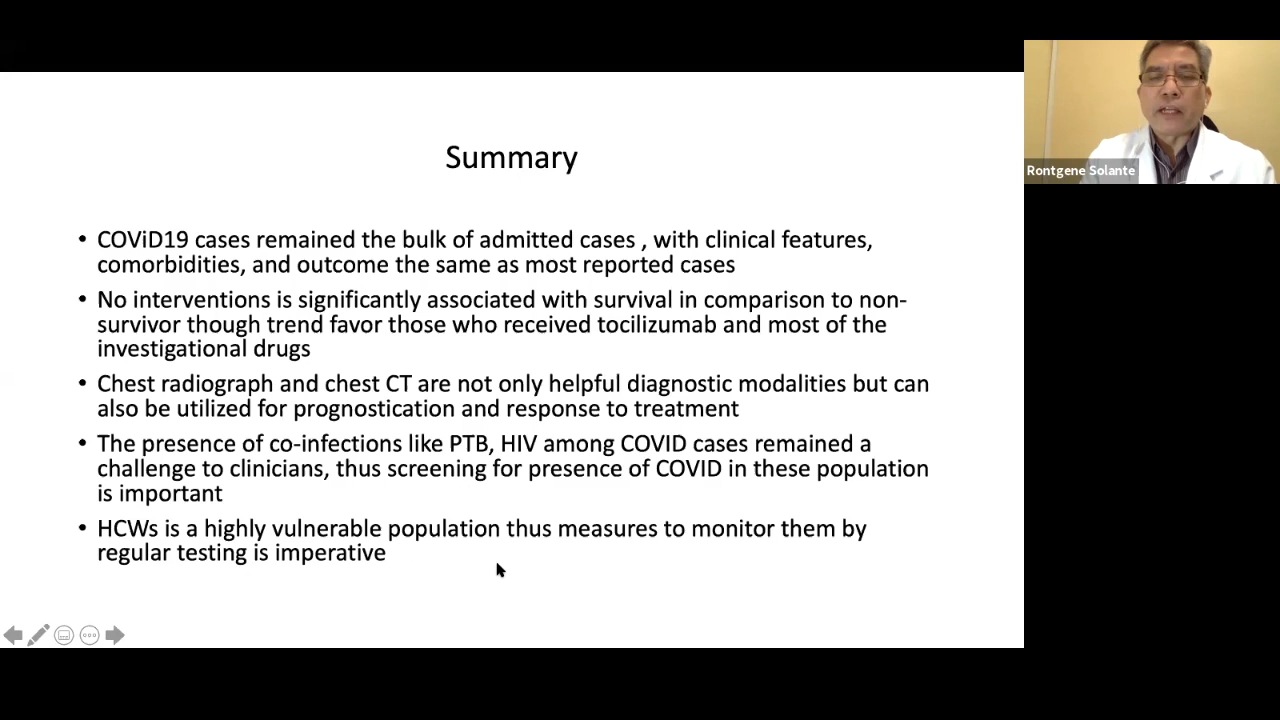 Summary
• COViD19 cases remained the bulk of admitted cases , with clinical features,
comorbidities, and outcome the same as most reported cases
• No interventions is significantly associated with survival in comparison to non-
survivor though trend favor those who received tocilizumab and most of the
investigational drugs
• Chest radiograph and chest CT are not only helpful diagnostic modalities but can
also be utilized for prognostication and response to treatment
• The presence of co-infections like PTB, HIV among COVID cases remained a
challenge to clinicians, thus screening for presence of COVID in these population
is important
• HCWs is a highly vulnerable population thus measures to monitor them by
regular testing is imperative
Rontgene Solante